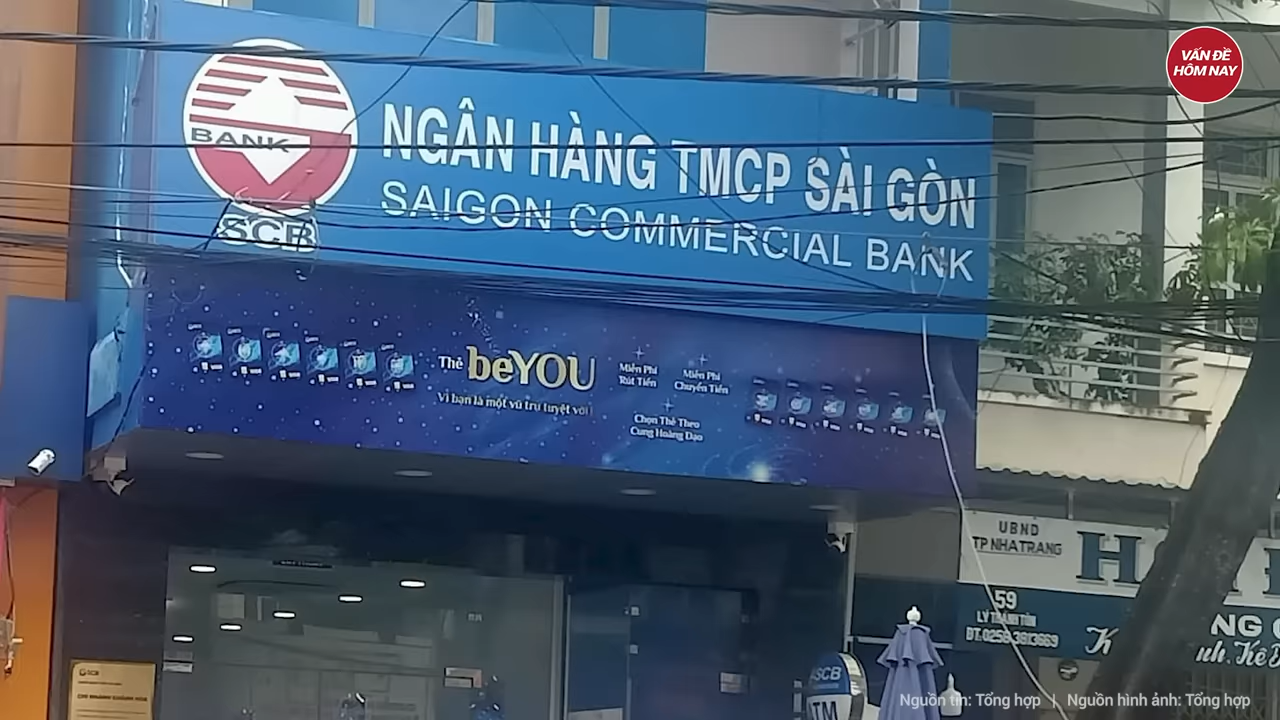 VẤN ĐỀ
HÔM NAY
BANK
SCB
NGÂN HÀNG TMCP SÀI GÒN
SAIGON COMMERCIAL BANK
Thẻ beYOU
Vì bạn là một vũ trụ tuyệt vời
Miễn Phí
Rút Tiền
Miễn Phí
Chuyển Tiền
Chọn Thẻ Theo
Cung Hoàng Đạo
UBND
TP NHATRANG
59
LÝ THÁNH TÔN
ĐT. 0258 3813669
NG
SCB
SCB
ATM
Nguồn tin: Tổng hợp | Nguồn hình ảnh: Tổng hợp